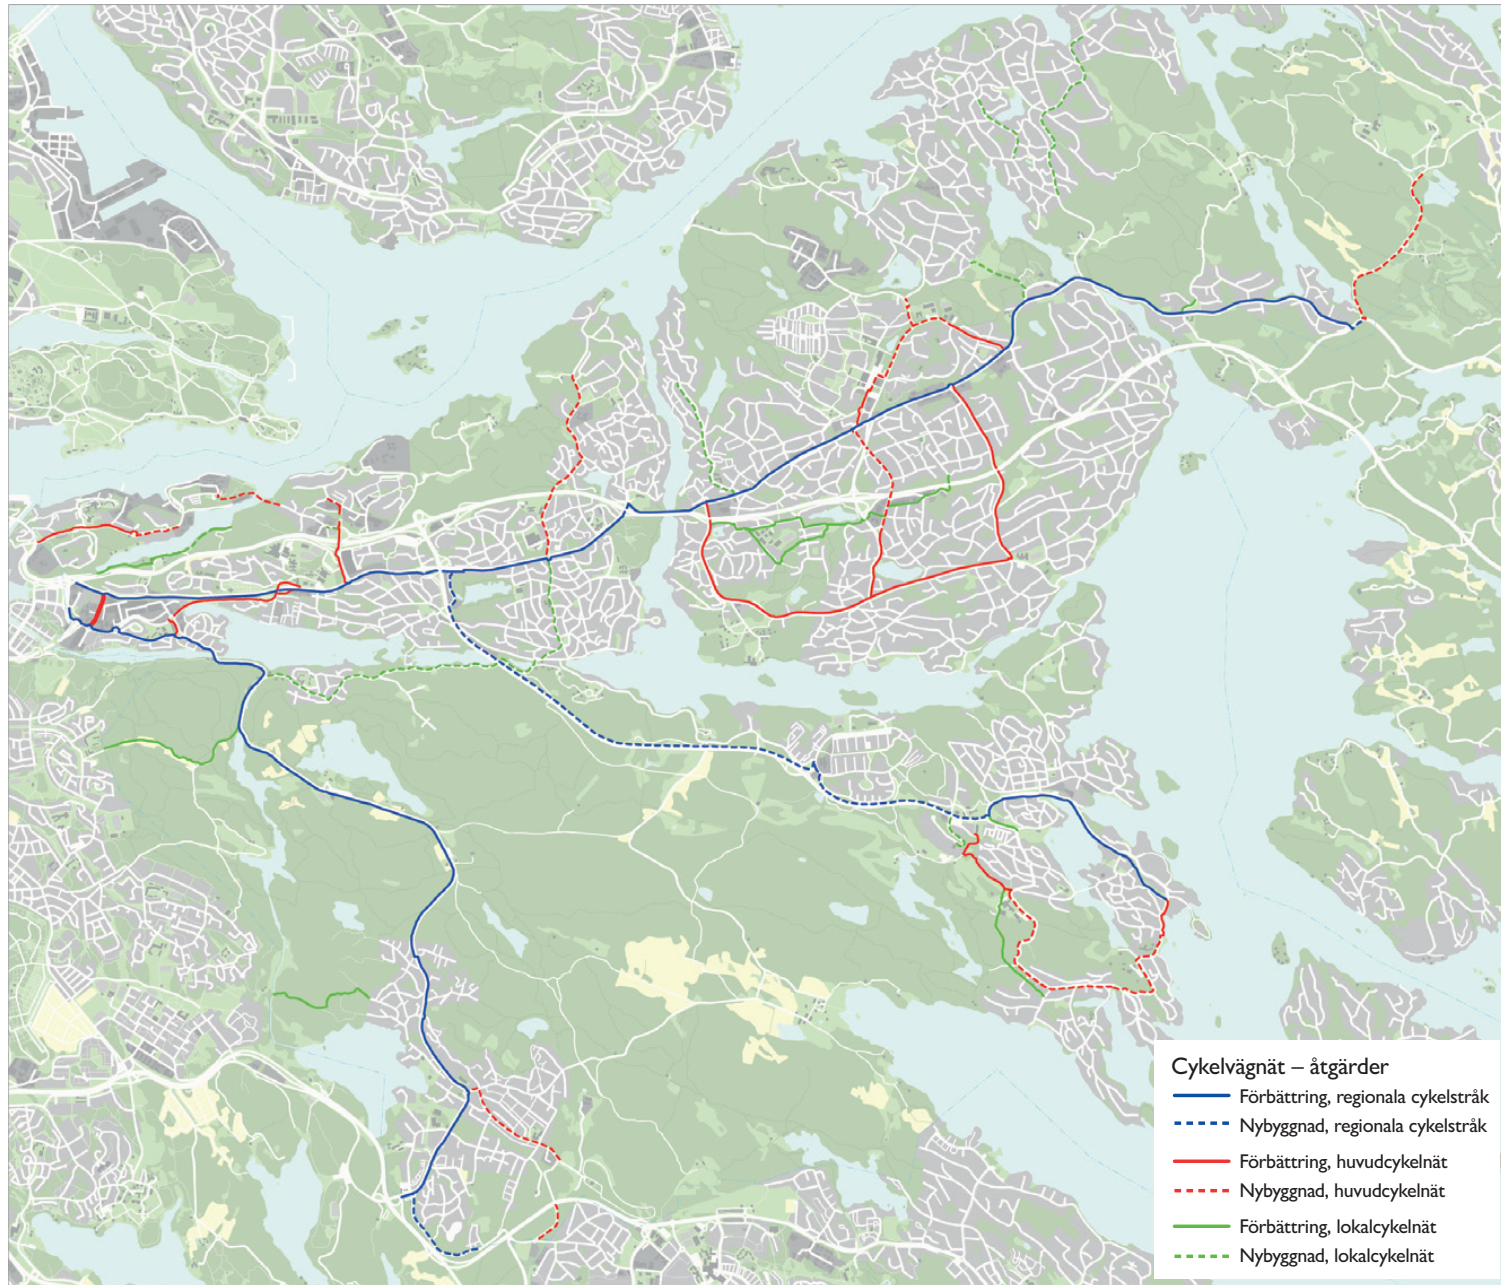 Cykelvägnät – åtgärder
Förbättring, regionala cykelstråk
Nybyggnad, regionala cykelstråk
Förbättring, huvudcykelnät
Nybyggnad, huvudcykelnät
Förbättring, lokalcykelnät
Nybyggnad, lokalcykelnät